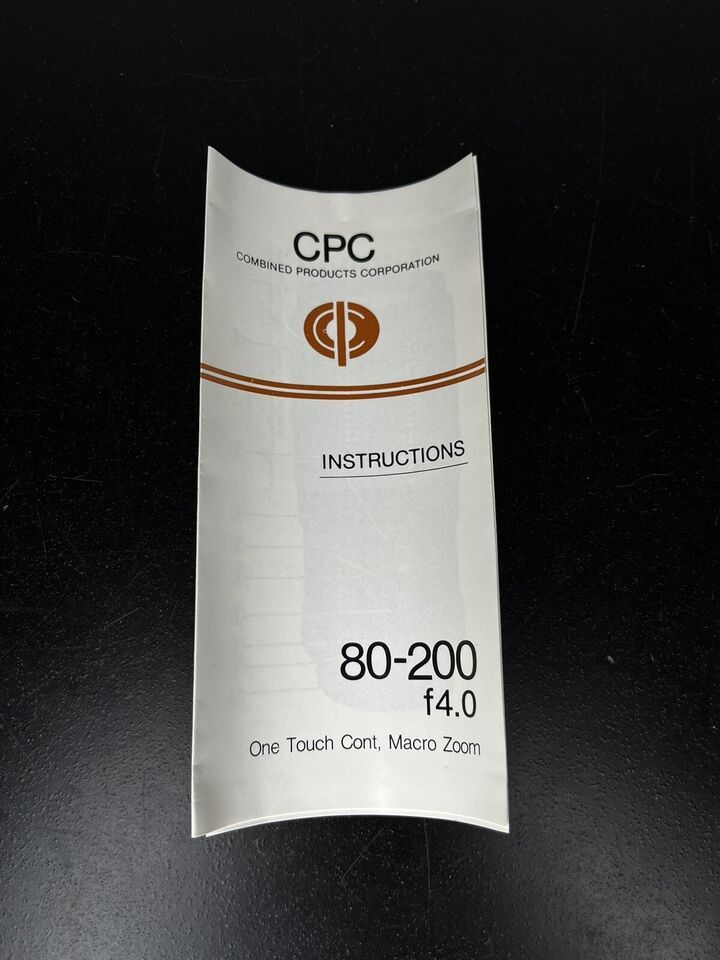 CPC
COMBINED PRODUCTS CORPORATION
INSTRUCTIONS
80-200
f4.0
One Touch Cont, Macro Zoom